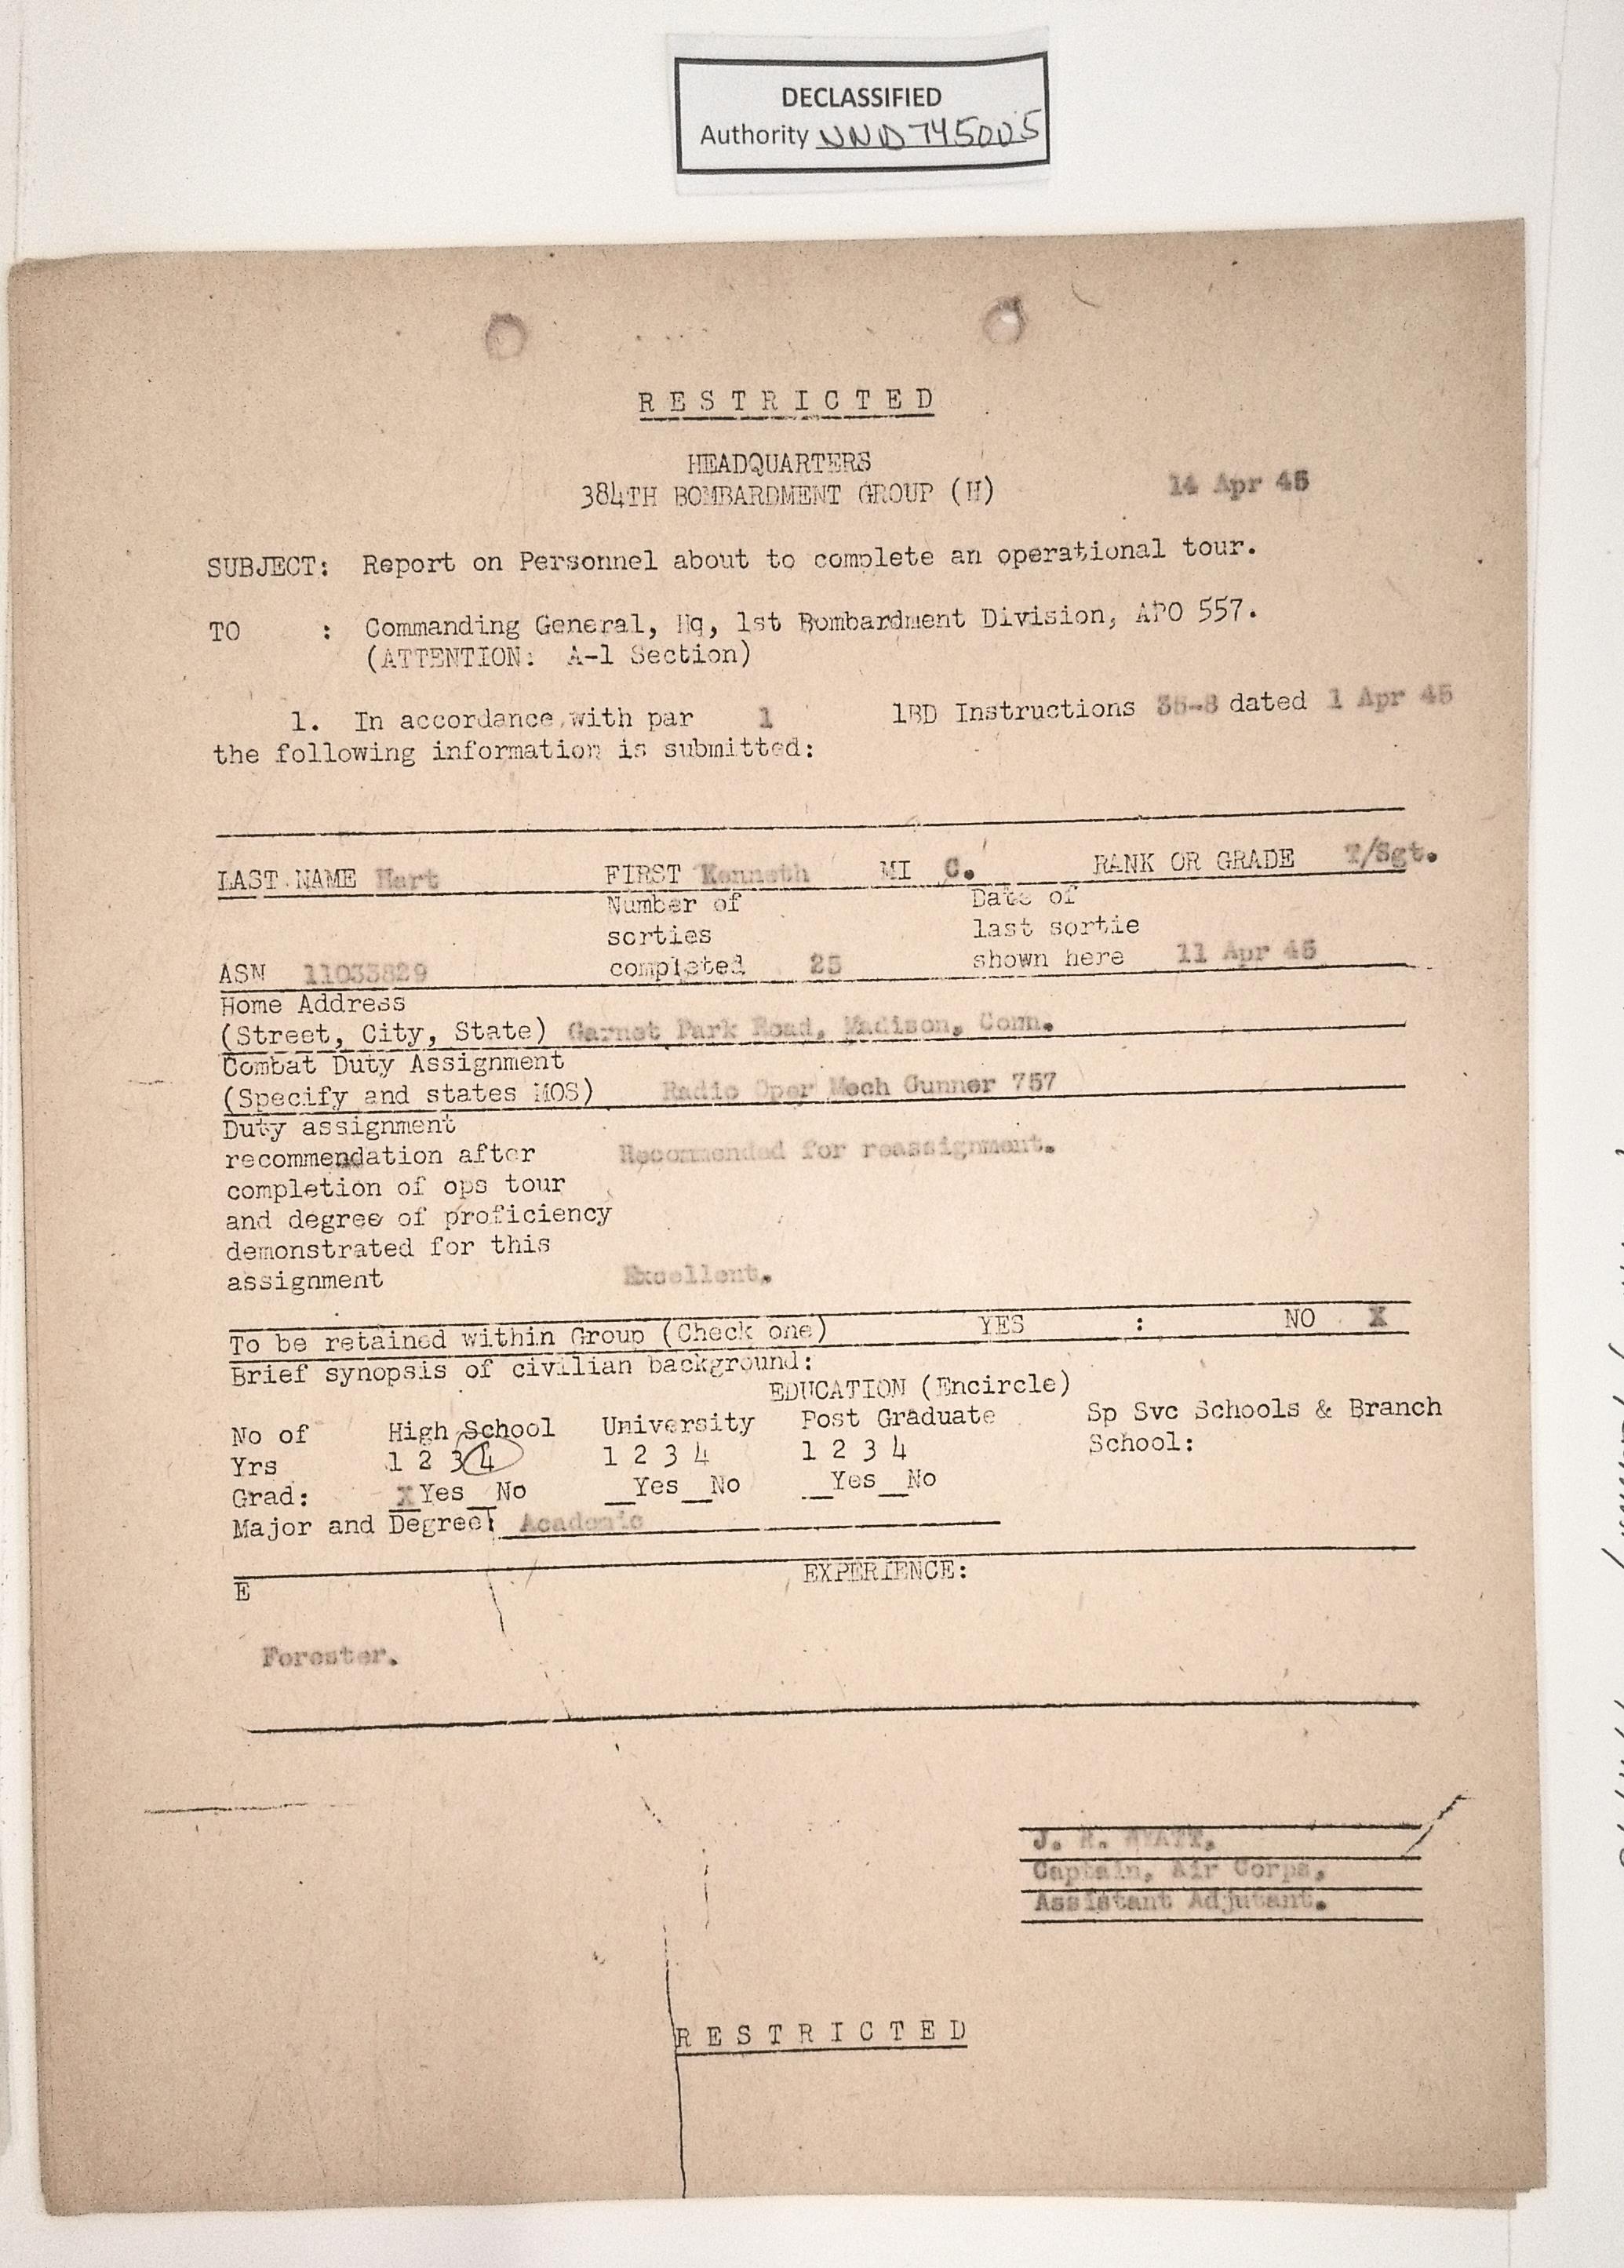 DECLASSIFIED
Authority NND 745005
RESTRICTED
HEADQUARTERS
384TH BOMBARDMENT GROUP (H)
14 Apr 45
SUBJECT: Report on Personnel about to complete an operational tour.
TO : Commanding General, Hq, 1st Bombardment Division, APO 557.
(ATTENTION: A-1 Section)
1. In accordance with par 1 1BD Instructions 35-8 dated 1 Apr 45
the following information is submitted:
LAST NAME Hart FIRST Kenneth MI C. RANK OR GRADE T/Sgt.
Number of Date of
sorties last sortie
ASN 11033829 completed 25 shown here 11 Apr 45
Home Address
(Street, City, State) Garnet Park Road, Madison, Conn.
Combat Duty Assignment
(Specify and states MOS) Radio Oper Mech Gunner 757
Duty assignment
recommendation after Recommended for reassignment.
completion of ops tour
and degree of proficiency
demonstrated for this
assignment Excellent.
To be retained within Group (Check one) YES : NO X
Brief synopsis of civilian background:
EDUCATION (Encircle)
No of High School University Post Graduate Sp Svc Schools & Branch
Yrs 1 2 3 4 1 2 3 4 1 2 3 4 School:
Grad: X Yes _No _Yes_No _Yes_No
Major and Degree: Academic
E EXPERIENCE:
Forester.
J. R. WYATT,
Captain, Air Corps,
Assistant Adjutant.
RESTRICTED